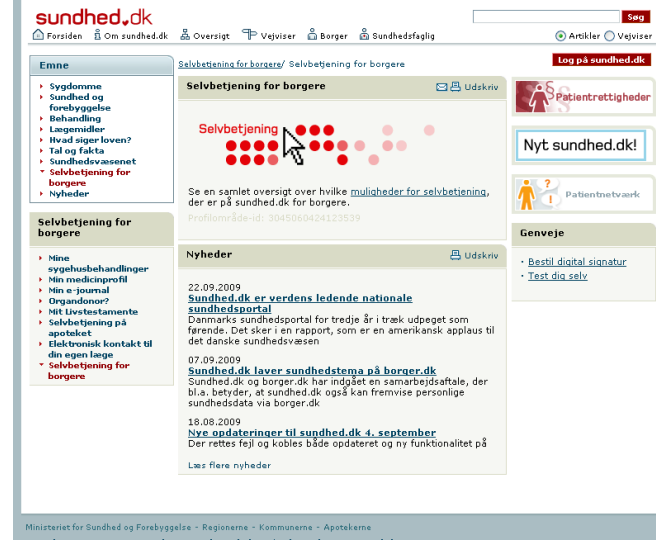 sundhed.dk
Søg
Forsiden Om sundhed.dk Oversigt Vejviser Borger Sundhedsfaglig Artikler Vejviser
Emne
Sygdomme
Sundhed og
forebyggelse
Behandling
Lægemidler
Hvad siger loven?
Tal og fakta
Sundhedsvæsenet
Selvbetjening for
borgere
Nyheder
Selvbetjening for
borgere
Mine
sygehusbehandlinger
Min medicinprofil
Min e-journal
Organdonor?
Mit Livstestamente
Selvbetjening på
apoteket
Elektronisk kontakt til
din egen læge
Selvbetjening for
borgere
Selvbetjening for borgere/ Selvbetjening for borgere
Selvbetjening for borgere Udskriv
Selvbetjening
Se en samlet oversigt over hvilke muligheder for selvbetjening,
der er på sundhed.dk for borgere.
Profilområde-id: 3045060424123539
Nyheder Udskriv
22.09.2009
Sundhed.dk er verdens ledende nationale
sundhedsportal
Danmarks sundhedsportal for tredje år i træk udpeget som
førende. Det sker i en rapport, som er en amerikansk applaus til
det danske sundhedsvæsen
07.09.2009
Sundhed.dk laver sundhedstema på borger.dk
Sundhed.dk og borger.dk har indgået en samarbejdsaftale, der
bl.a. betyder, at sundhed.dk også kan fremvise personlige
sundhedsdata via borger.dk
18.08.2009
Nye opdateringer til sundhed.dk 4. september
Der rettes fejl og kobles både opdateret og ny funktionalitet på
Læs flere nyheder
Log på sundhed.dk
Patientrettigheder
Nyt sundhed.dk!
Patientnetværk
Genveje
Bestil digital signatur
Test dig selv
Ministeriet for Sundhed og Forebyggelse - Regionerne - Kommunerne - Apotekerne